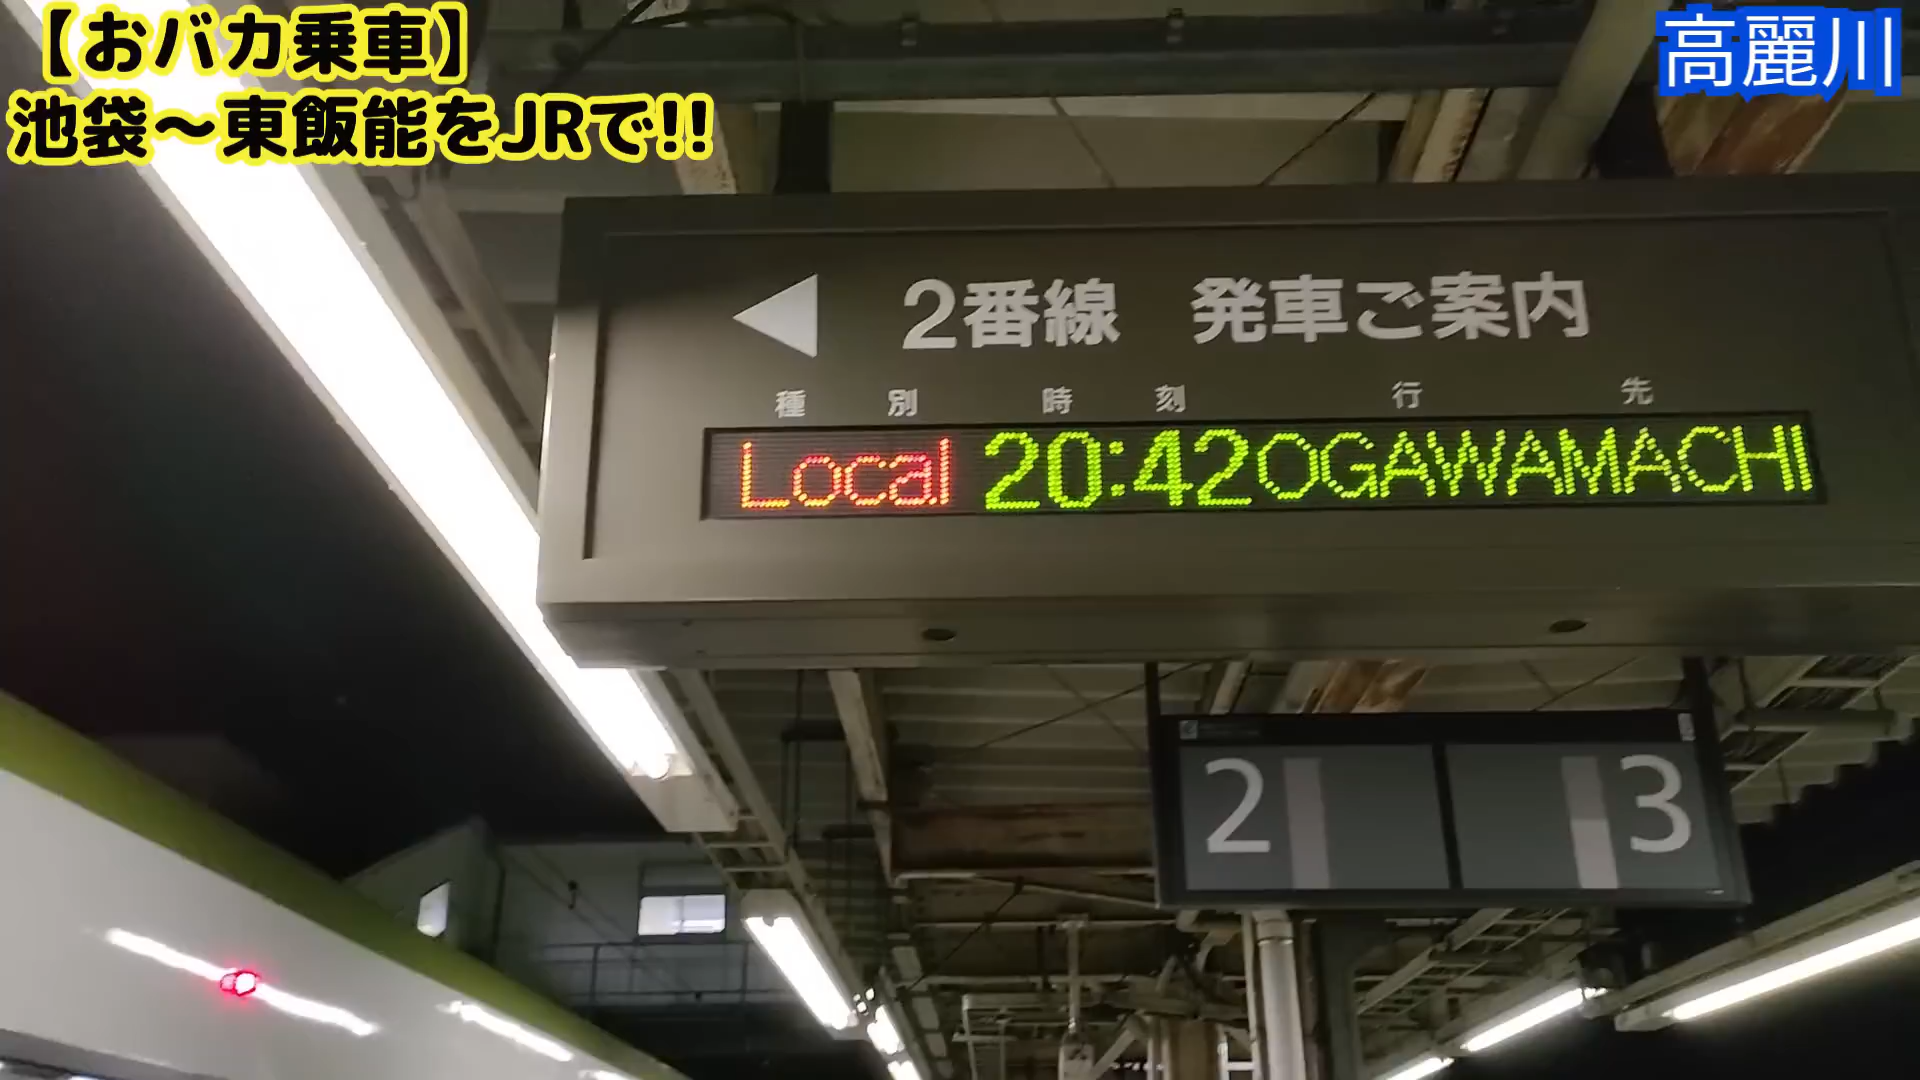 【おバカ乗車】
池袋～東飯能をJRで!!
高麗川
2番線 発車ご案内
種別 時刻 行先
Local 20:42 OGAWAMACHI
2 3